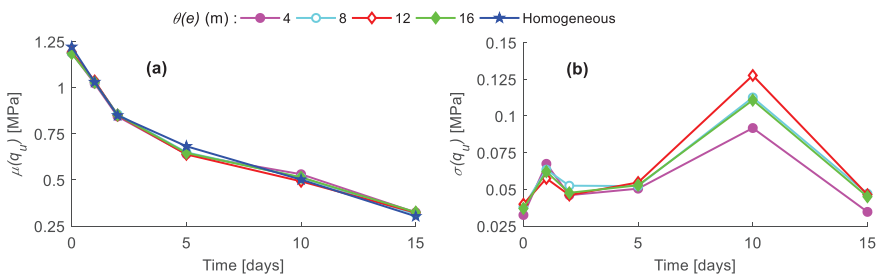 θ(e) (m) : 4 8 12 16 Homogeneous
(a)
μ(q_u) [MPa]
1.25
1
0.75
0.5
0.25
0 5 10 15
Time [days]
(b)
σ(q_u) [MPa]
0.15
0.125
0.1
0.075
0.05
0.025
0 5 10 15
Time [days]